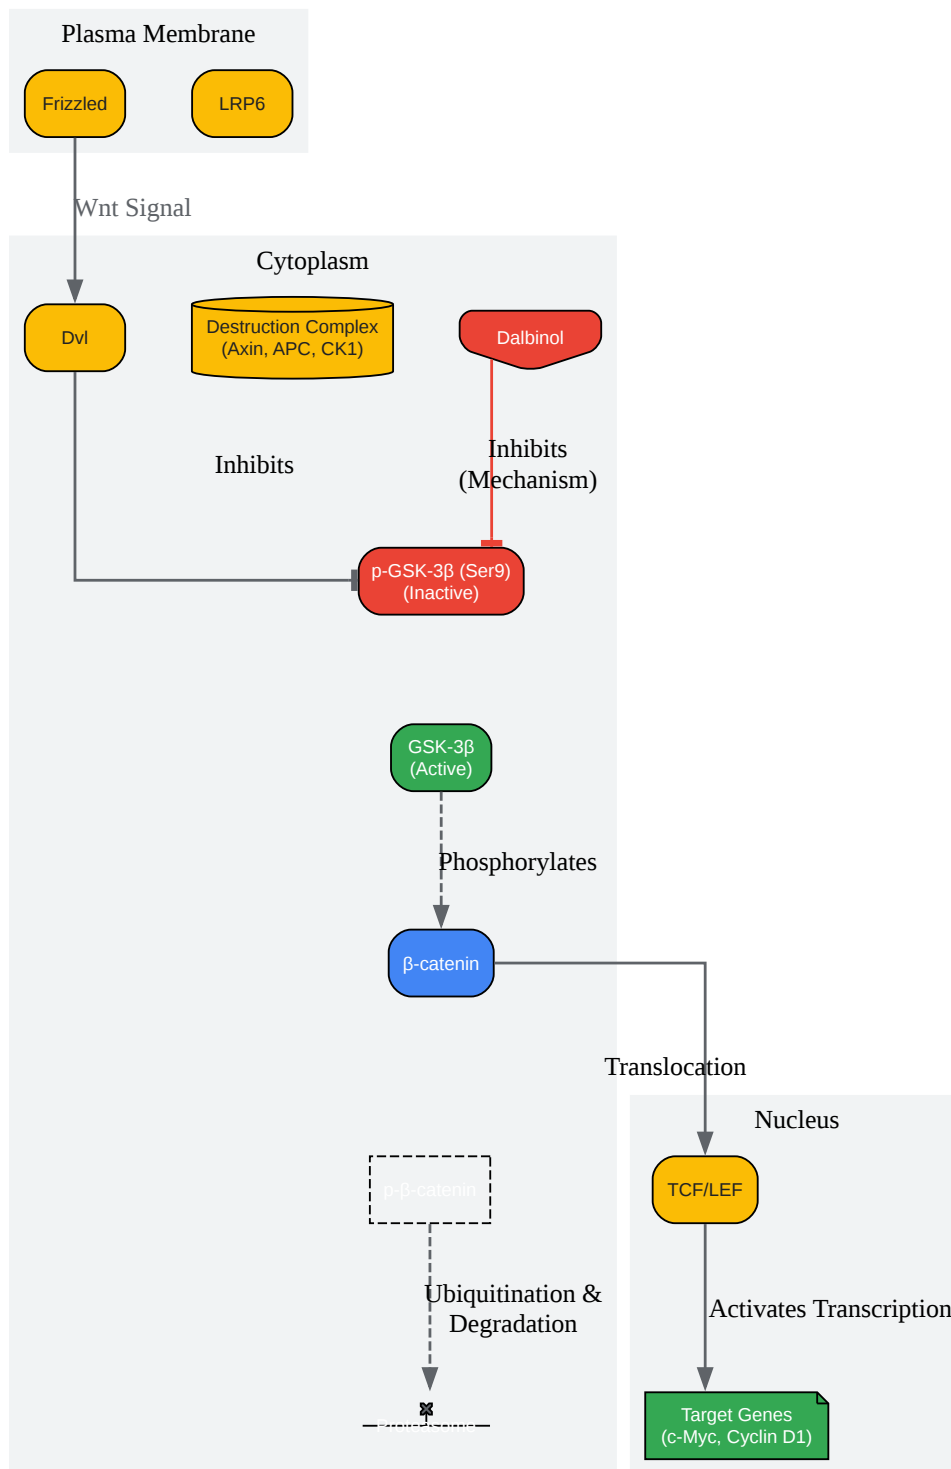 Plasma Membrane
Frizzled
LRP6
Wnt Signal
Cytoplasm
Dvl
Destruction Complex
(Axin, APC, CK1)
Dalbinol
Inhibits
Inhibits
(Mechanism)
p-GSK-3β (Ser9)
(Inactive)
GSK-3β
(Active)
Phosphorylates
β-catenin
Translocation
Nucleus
p-β-catenin
TCF/LEF
Ubiquitination &
Degradation
Activates Transcription
Proteasome
Target Genes
(c-Myc, Cyclin D1)